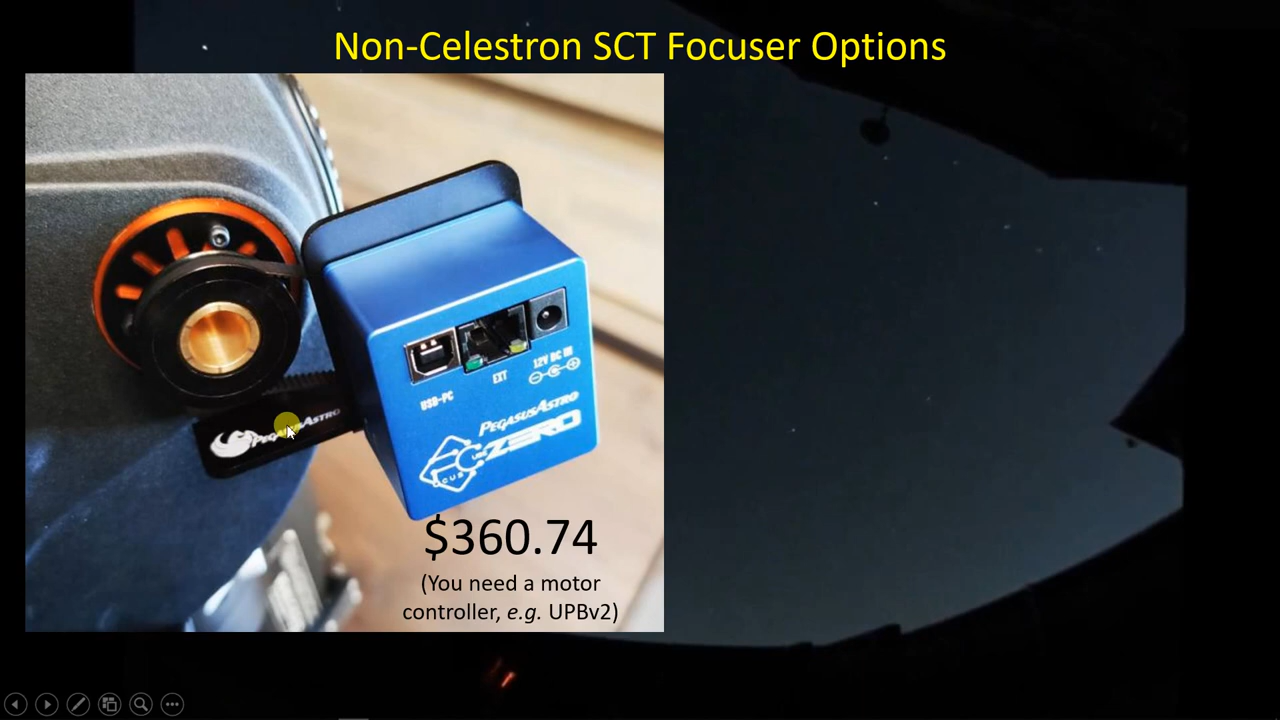 Non-Celestron SCT Focuser Options
USB-PC
EXT
12V DC IN
PEGASUSASTRO
ZERO
PEGASUSASTRO
$360.74
(You need a motor
controller, e.g. UPBv2)